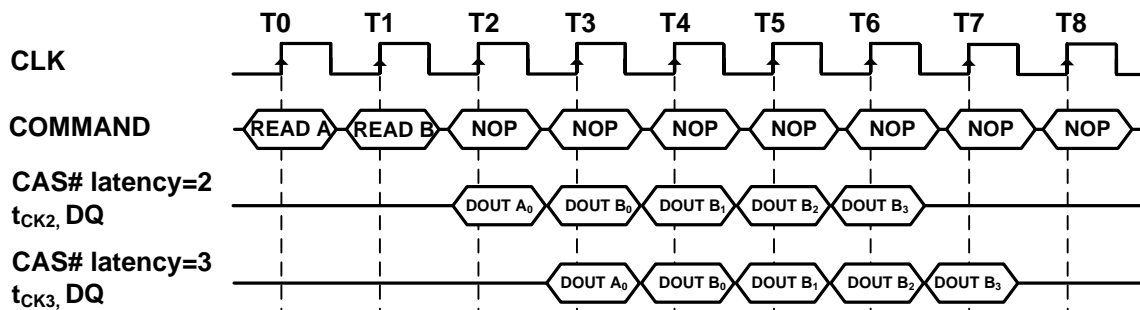 T0 T1 T2 T3 T4 T5 T6 T7 T8
CLK
COMMAND READ A READ B NOP NOP NOP NOP NOP NOP NOP
CAS# latency=2
tCK2, DQ DOUT A0 DOUT B0 DOUT B1 DOUT B2 DOUT B3
CAS# latency=3
tCK3, DQ DOUT A0 DOUT B0 DOUT B1 DOUT B2 DOUT B3